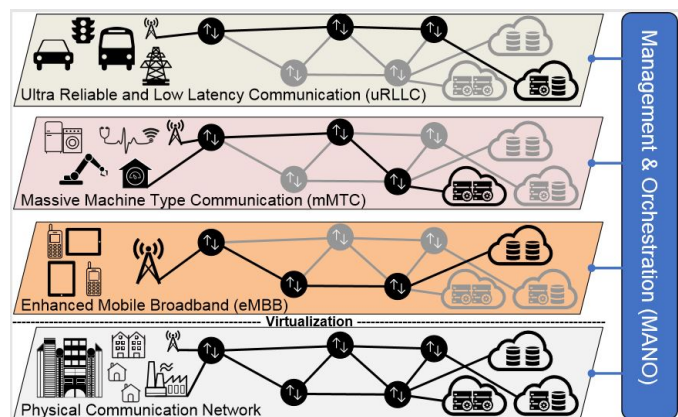 Ultra Reliable and Low Latency Communication (uRLLC)
Massive Machine Type Communication (mMTC)
Enhanced Mobile Broadband (eMBB)
Virtualization
Physical Communication Network
Management & Orchestration (MANO)